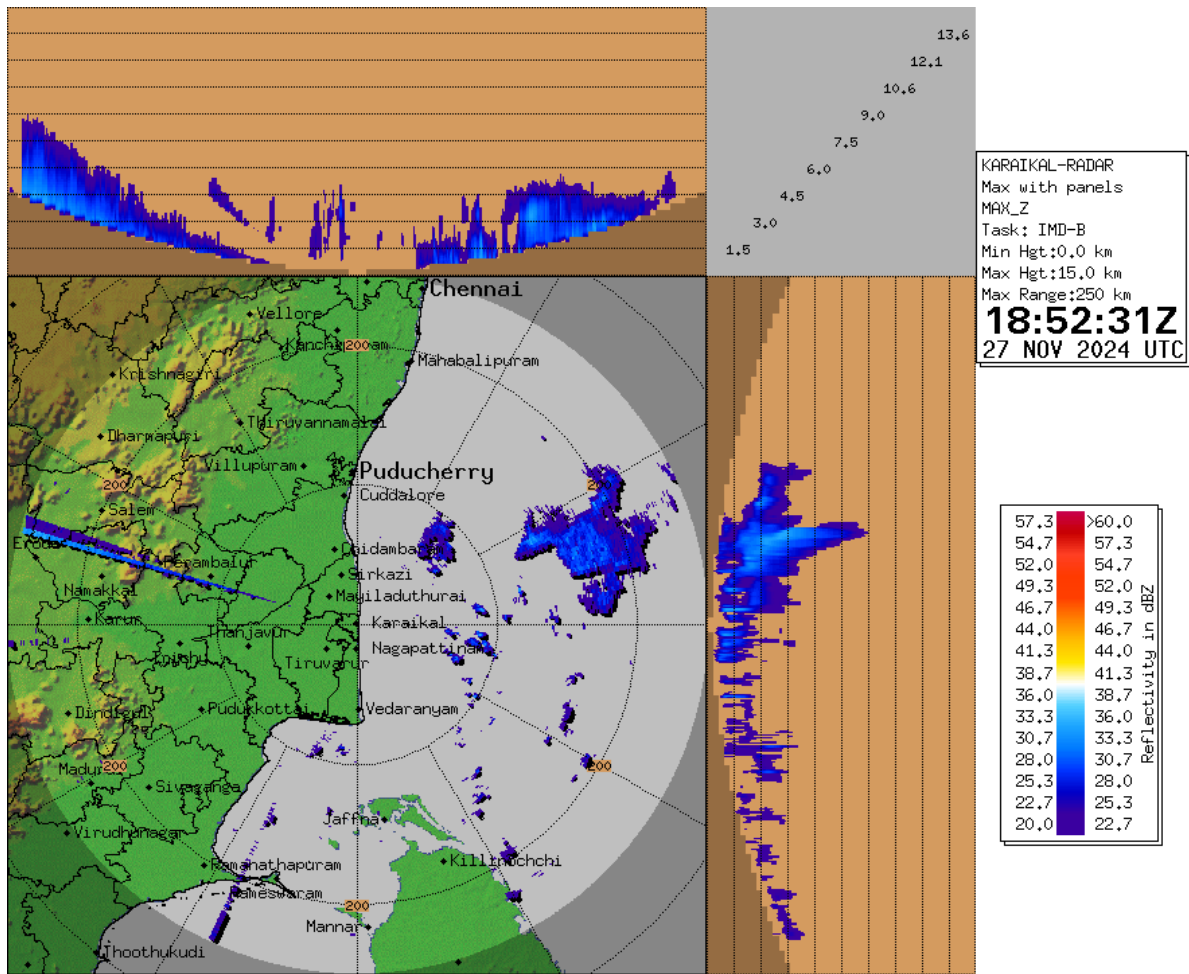 13.6
12.1
10.6
9.0
7.5
6.0
4.5
3.0
1.5
KARAIKAL-RADAR
Max with panels
MAX_Z
Task: IMD-B
Min Hgt:0.0 km
Max Hgt:15.0 km
Max Range:250 km
18:52:31Z
27 NOV 2024 UTC
Chennai
Vellore
200
Mahabalipuram
Krishnagiri
Thiruvannamalai
Dharmapuri
Villupuram
Puducherry
200
Cuddalore
Salem
Chidambaram
Perambalur
Sirkazi
Namakkal
Mayiladuthurai
Karur
Karaikal
Thanjavur
Nagapattinam
Tiruvarur
Dindigul
Pudukkottai
Vedaranyam
200
200
Sivaganga
Jaffna
Virudhunagar
Killinochchi
Ramanathapuram
Rameswaram
200
Mannar
Thoothukudi
57.3 >60.0
54.7 57.3
52.0 54.7
49.3 52.0
46.7 49.3
44.0 46.7
41.3 44.0
38.7 41.3
36.0 38.7
33.3 36.0
30.7 33.3
28.0 30.7
25.3 28.0
22.7 25.3
20.0 22.7
Reflectivity in dBZ